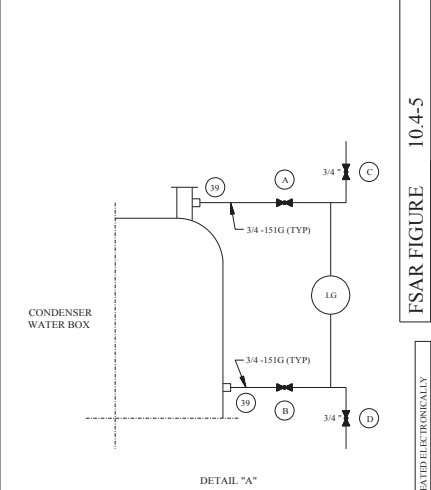 39
A
3/4 "
C
3/4 -151G (TYP)
LG
CONDENSER
WATER BOX
3/4 -151G (TYP)
39
B
3/4 "
D
DETAIL "A"
FSAR FIGURE 10.4-5
EATED ELECTRONICALLY